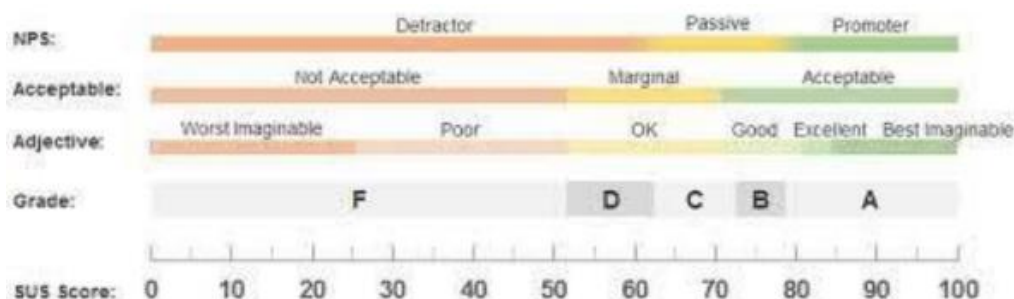 NPS: Detractor Passive Promoter
Acceptable: Not Acceptable Marginal Acceptable
Adjective: Worst Imaginable Poor OK Good Excellent Best Imaginable
Grade: F D C B A
SUS Score: 0 10 20 30 40 50 60 70 80 90 100